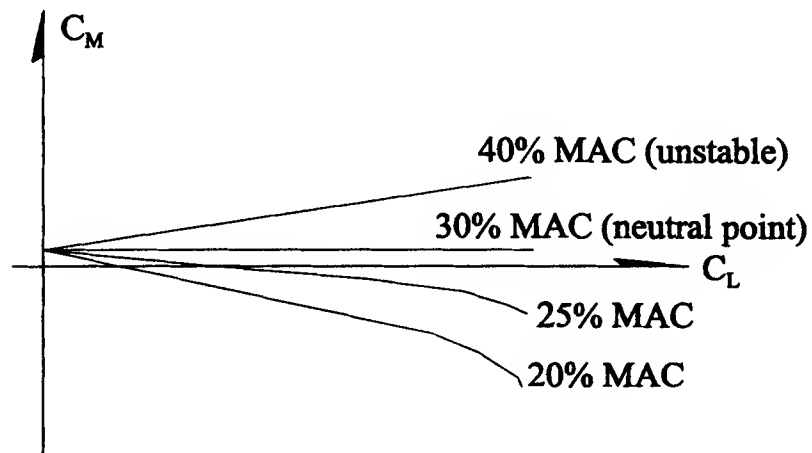 C_M
40% MAC (unstable)
30% MAC (neutral point)
C_L
25% MAC
20% MAC